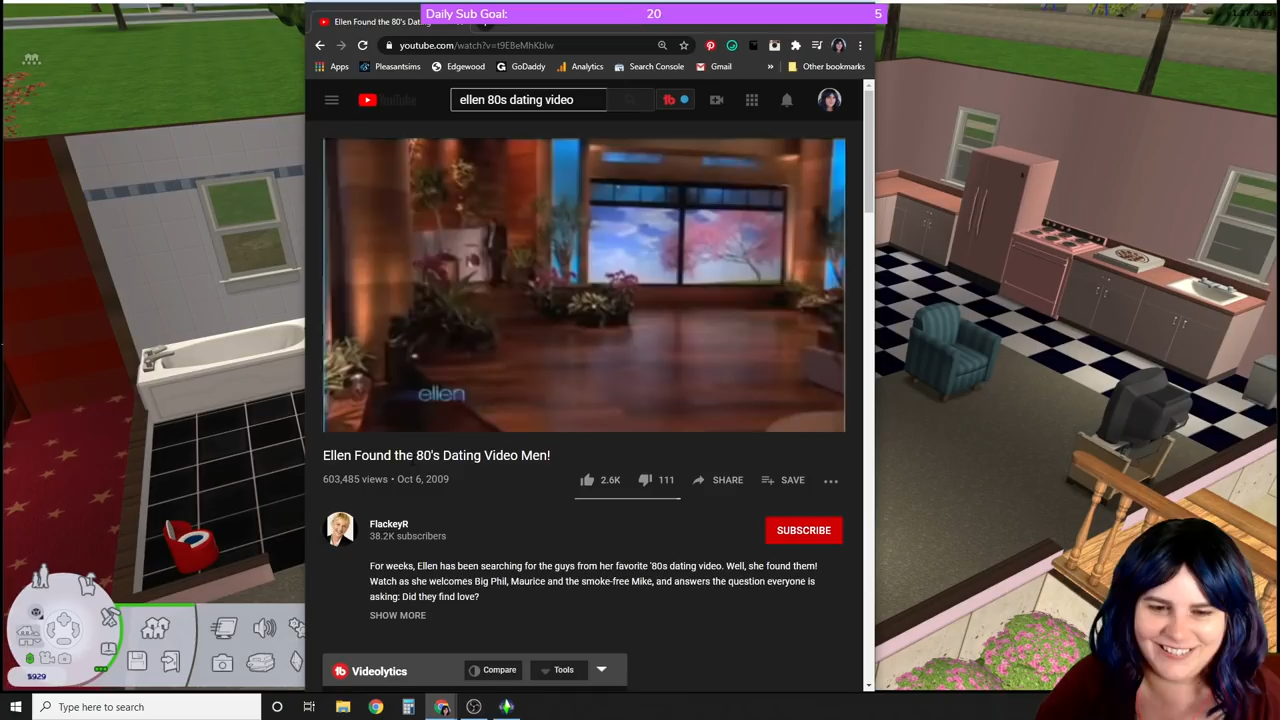 Daily Sub Goal: 20 5
Ellen Found the 80's Dating
youtube.com/watch?v=t9EBeMhKblw
Apps Pleasantsims Edgewood GoDaddy Analytics Search Console Gmail » Other bookmarks
YouTube
ellen 80s dating video
ellen
Ellen Found the 80's Dating Video Men!
603,485 views • Oct 6, 2009
2.6K 111 SHARE SAVE
FlackeyR
38.2K subscribers
SUBSCRIBE
For weeks, Ellen has been searching for the guys from her favorite '80s dating video. Well, she found them!
Watch as she welcomes Big Phil, Maurice and the smoke-free Mike, and answers the question everyone is
asking: Did they find love?
SHOW MORE
Videolytics Compare Tools
Type here to search